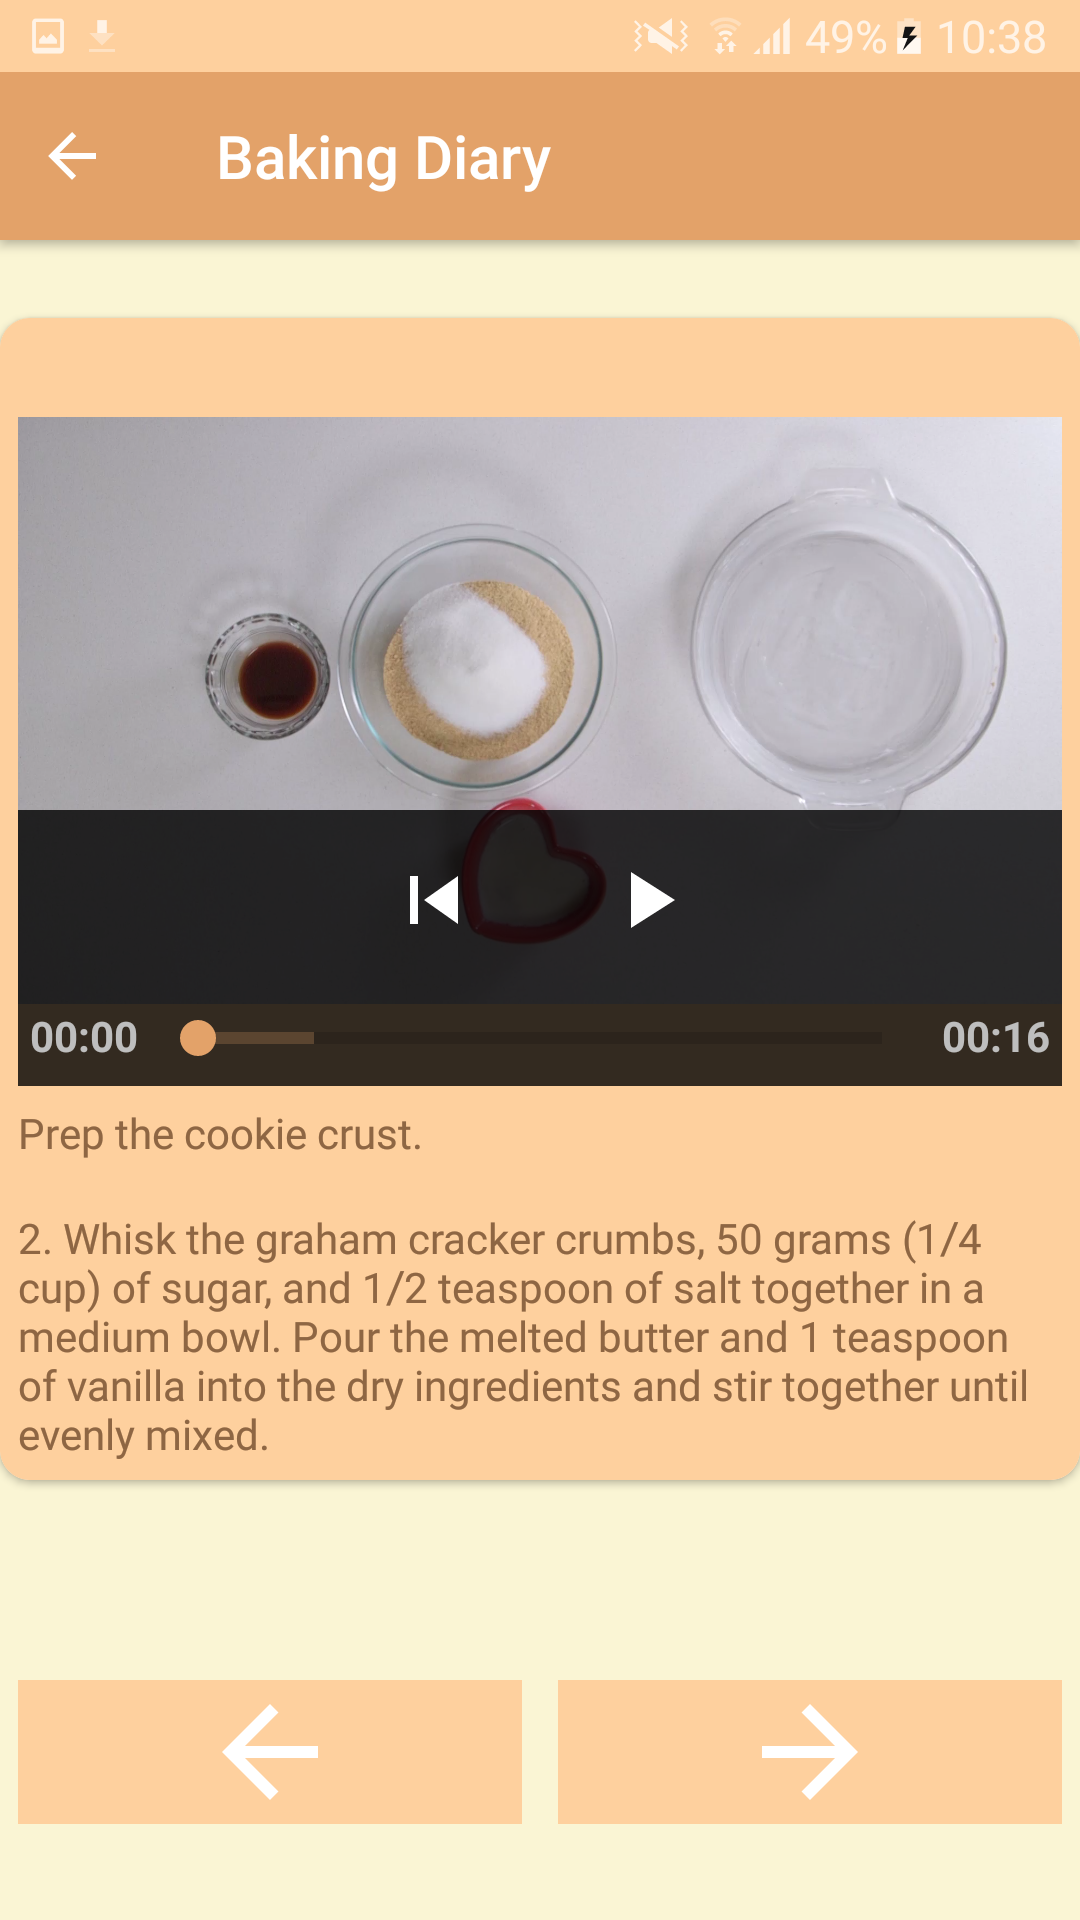 49% 10:38
Baking Diary
00:00 00:16
Prep the cookie crust.
2. Whisk the graham cracker crumbs, 50 grams (1/4
cup) of sugar, and 1/2 teaspoon of salt together in a
medium bowl. Pour the melted butter and 1 teaspoon
of vanilla into the dry ingredients and stir together until
evenly mixed.